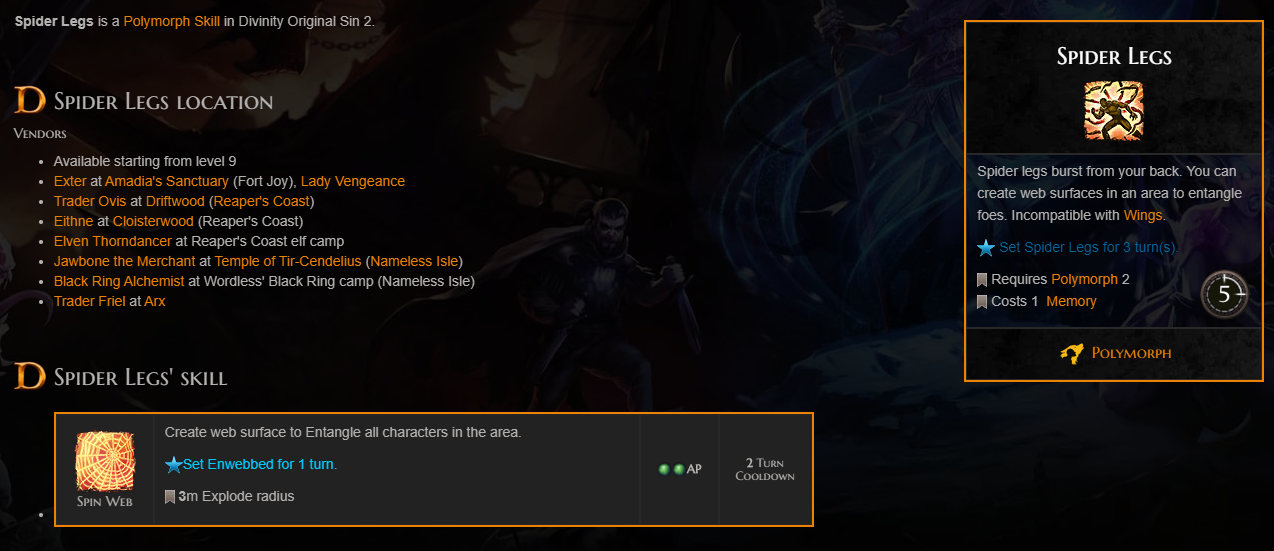 Spider Legs is a Polymorph Skill in Divinity Original Sin 2.
Spider Legs location
Vendors
Available starting from level 9
Exter at Amadia's Sanctuary (Fort Joy), Lady Vengeance
Trader Ovis at Driftwood (Reaper's Coast)
Eithne at Cloisterwood (Reaper's Coast)
Elven Thorndancer at Reaper's Coast elf camp
Jawbone the Merchant at Temple of Tir-Cendelius (Nameless Isle)
Black Ring Alchemist at Wordless' Black Ring camp (Nameless Isle)
Trader Friel at Arx
Spider Legs' skill
Create web surface to Entangle all characters in the area.
Set Enwebbed for 1 turn.
3m Explode radius
Spin Web
AP
2 Turn
Cooldown
Spider Legs
Spider legs burst from your back. You can
create web surfaces in an area to entangle
foes. Incompatible with Wings.
Set Spider Legs for 3 turn(s).
Requires Polymorph 2
Costs 1 Memory
5
Polymorph